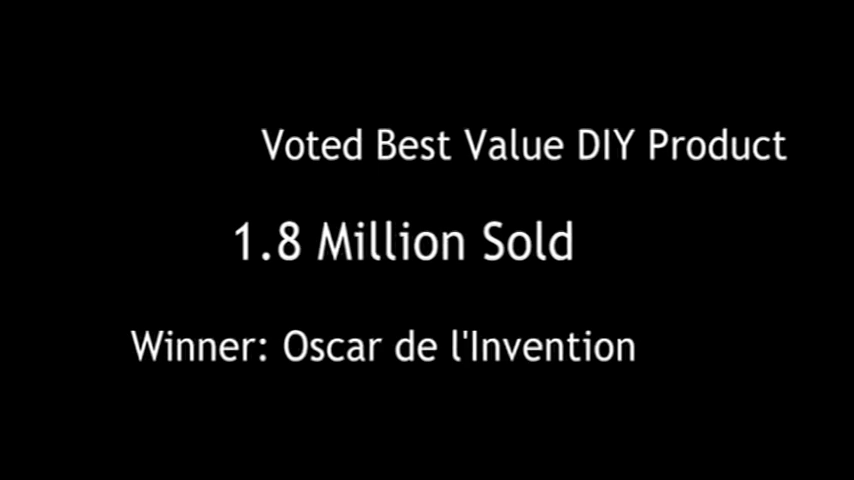 Voted Best Value DIY Product
1.8 Million Sold
Winner: Oscar de l'Invention